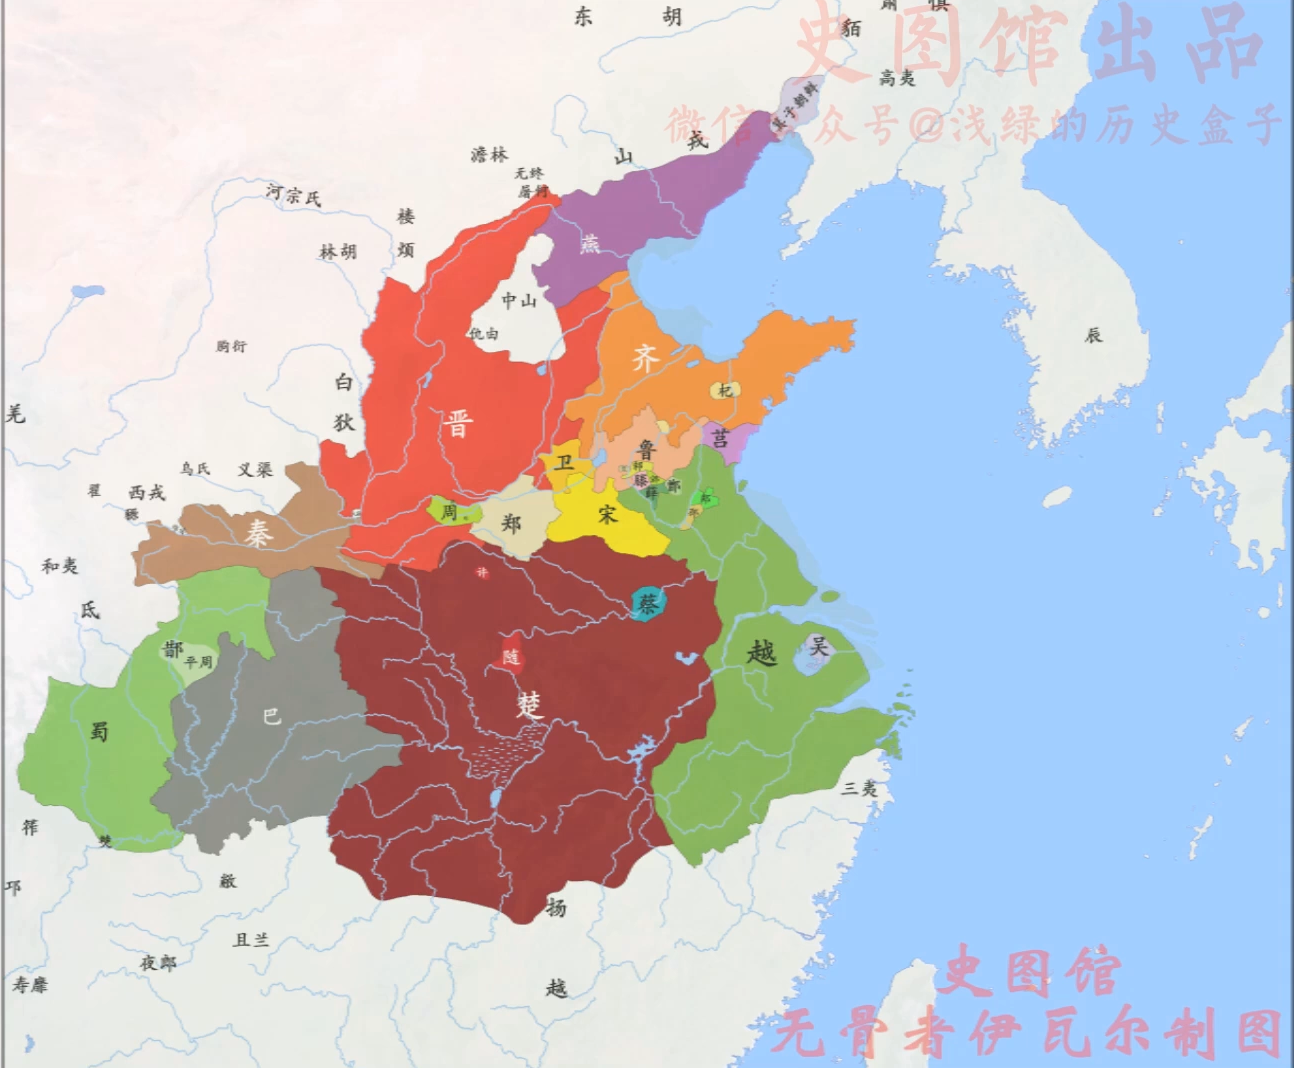 东胡
肃慎
貊
史图馆出品
高夷
箕子朝鲜
微信公众号@浅绿的历史盒子
山戎
澹林
无终
屠何
河宗氏
楼烦
林胡
燕
中山
仇由
朐衍
辰
齐
白狄
杞
羌
晋
莒
鲁
卫
乌氏
义渠
邾
滕
薛
鄫
翟
西戎
郯
周
宋
郑
秦
和夷
许
氐
蔡
鄀
平周
随
越
吴
楚
巴
蜀
三夷
筰
僰
邛
扬越
且兰
夜郎
寿靡
史图馆
无骨者伊瓦尔制图